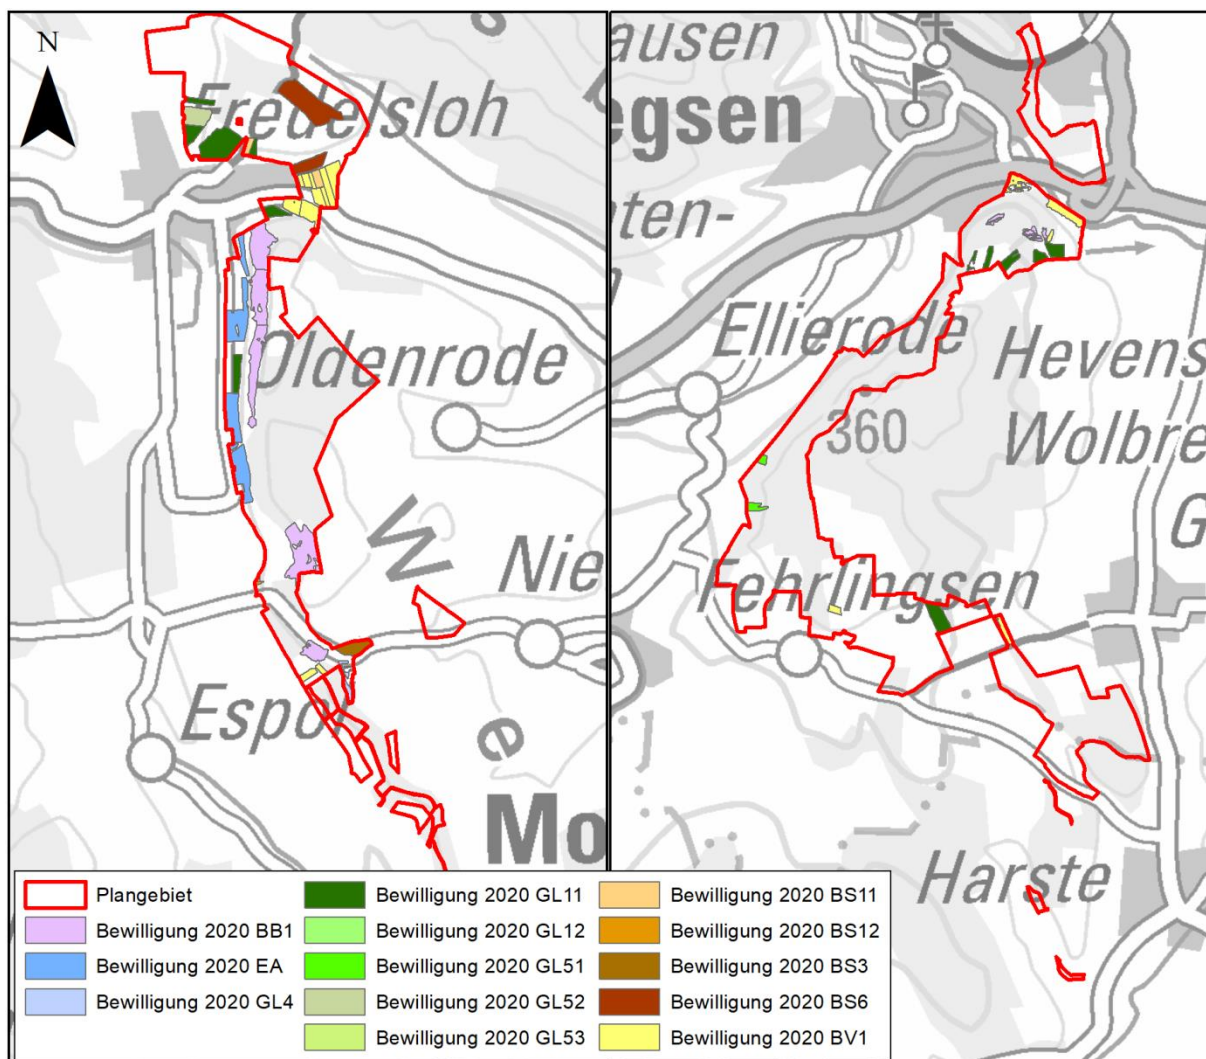 N
Fredelsloh
Oldenrode
W
Nie
Espol
e
Mo
ausen
egsen
ten-
Ellierode
Hevens
360
Wolbre
G
Fehrlingsen
Harste
Plangebiet
Bewilligung 2020 BB1
Bewilligung 2020 EA
Bewilligung 2020 GL4
Bewilligung 2020 GL11
Bewilligung 2020 GL12
Bewilligung 2020 GL51
Bewilligung 2020 GL52
Bewilligung 2020 GL53
Bewilligung 2020 BS11
Bewilligung 2020 BS12
Bewilligung 2020 BS3
Bewilligung 2020 BS6
Bewilligung 2020 BV1